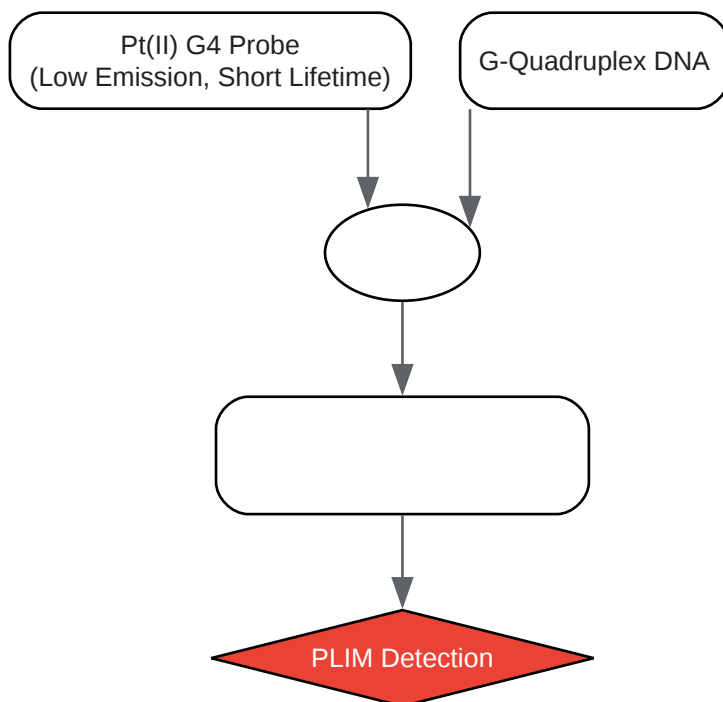 Pt(II) G4 Probe
(Low Emission, Short Lifetime)
G-Quadruplex DNA
PLIM Detection